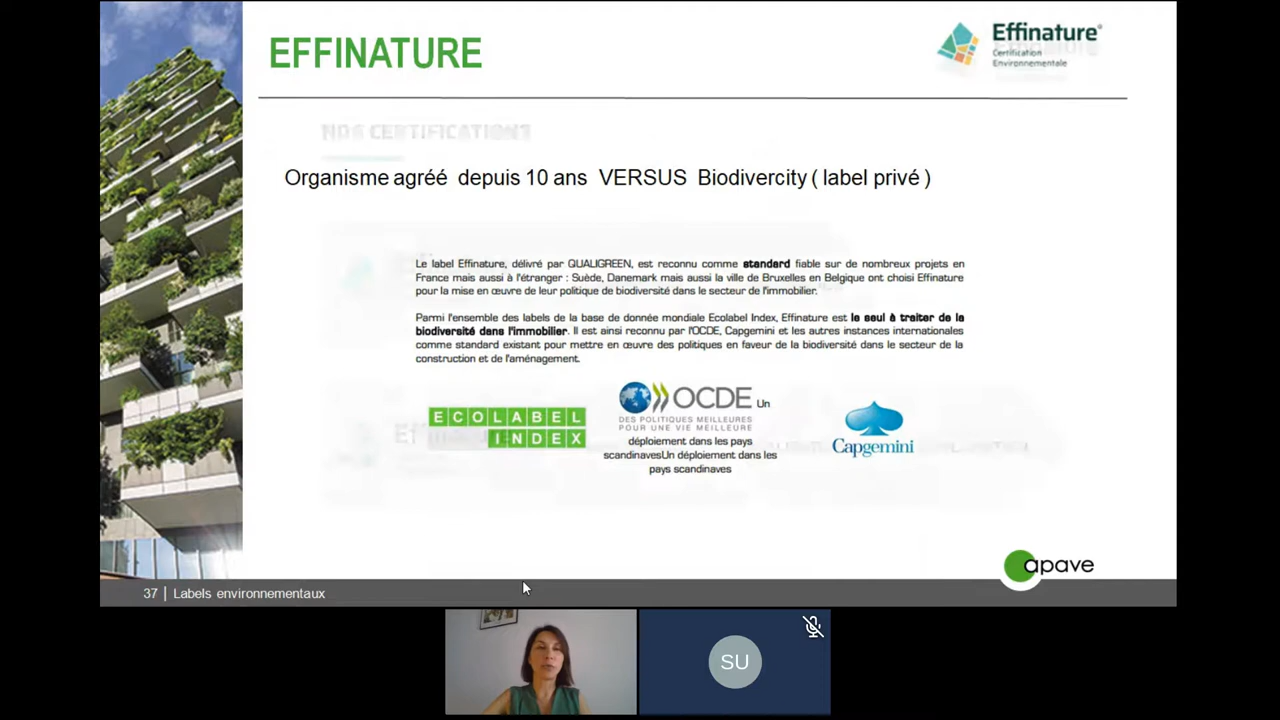 EFFINATURE
Effinature®
Certification
Environnementale
NOS CERTIFICATIONS
Organisme agréé depuis 10 ans VERSUS Biodivercity ( label privé )
Le label Effinature, délivré par QUALIGREEN, est reconnu comme standard fiable sur de nombreux projets en
France mais aussi à l'étranger : Suède, Danemark mais aussi la ville de Bruxelles en Belgique ont choisi Effinature
pour la mise en œuvre de leur politique de biodiversité dans le secteur de l'immobilier.
Parmi l'ensemble des labels de la base de donnée mondiale Ecolabel Index, Effinature est le seul à traiter de la
biodiversité dans l'immobilier. Il est ainsi reconnu par l'OCDE, Capgemini et les autres instances internationales
comme standard existant pour mettre en œuvre des politiques en faveur de la biodiversité dans le secteur de la
construction et de l'aménagement.
ECOLABEL
INDEX
OCDE Un
DES POLITIQUES MEILLEURES
POUR UNE VIE MEILLEURE
déploiement dans les pays
scandinavesUn déploiement dans les
pays scandinaves
Capgemini
apave
37 | Labels environnementaux
SU